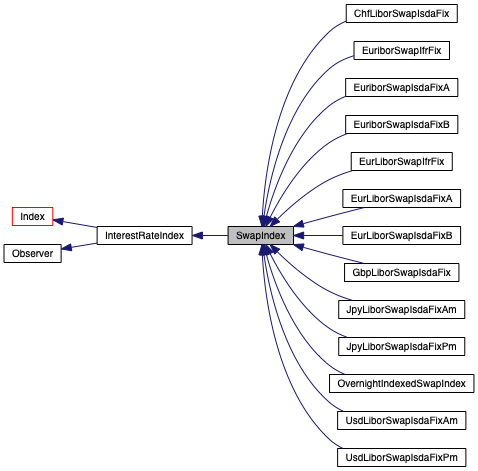 ChfLiborSwapIsdaFix
EuriborSwapIfrFix
EuriborSwapIsdaFixA
EuriborSwapIsdaFixB
EurLiborSwapIfrFix
EurLiborSwapIsdaFixA
Index
InterestRateIndex
SwapIndex
EurLiborSwapIsdaFixB
Observer
GbpLiborSwapIsdaFix
JpyLiborSwapIsdaFixAm
JpyLiborSwapIsdaFixPm
OvernightIndexedSwapIndex
UsdLiborSwapIsdaFixAm
UsdLiborSwapIsdaFixPm